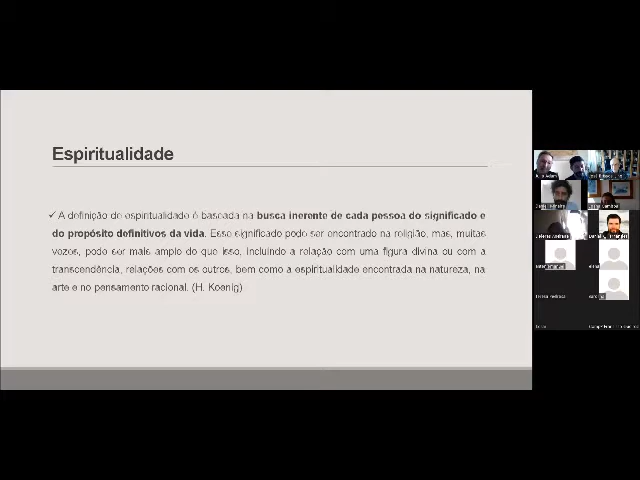 Espiritualidade
✓ A definição de espiritualidade é baseada na busca inerente de cada pessoa do significado e
do propósito definitivos da vida. Esse significado pode ser encontrado na religião, mas, muitas
vezes, pode ser mais amplo do que isso, incluindo a relação com uma figura divina ou com a
transcendência, relações com os outros, bem como a espiritualidade encontrada na natureza, na
arte e no pensamento racional. (H. Koenig)